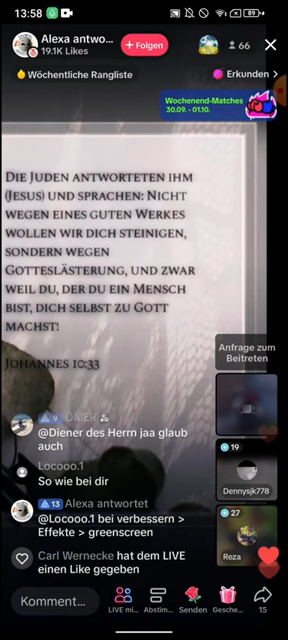 13:58
89
Alexa antwo...
19.1K Likes
+ Folgen
66
Wöchentliche Rangliste
Erkunden >
Wochenend-Matches
30.09. - 01.10.
DIE JUDEN ANTWORTETEN IHM
(JESUS) UND SPRACHEN: NICHT
WEGEN EINES GUTEN WERKES
WOLLEN WIR DICH STEINIGEN,
SONDERN WEGEN
GOTTESLÄSTERUNG, UND ZWAR
WEIL DU, DER DU EIN MENSCH
BIST, DICH SELBST ZU GOTT
MACHST!
JOHANNES 10:33
Anfrage zum
Beitreten
9 ÖMER
@Diener des Herrn jaa glaub
auch
19
Locooo.1
So wie bei dir
Dennysjk778
13 Alexa antwortet
@Locooo.1 bei verbessern >
Effekte > greenscreen
27
Reza
Carl Wernecke hat dem LIVE
einen Like gegeben
Komment...
LIVE mi...
Abstim...
Senden
Gesche...
15